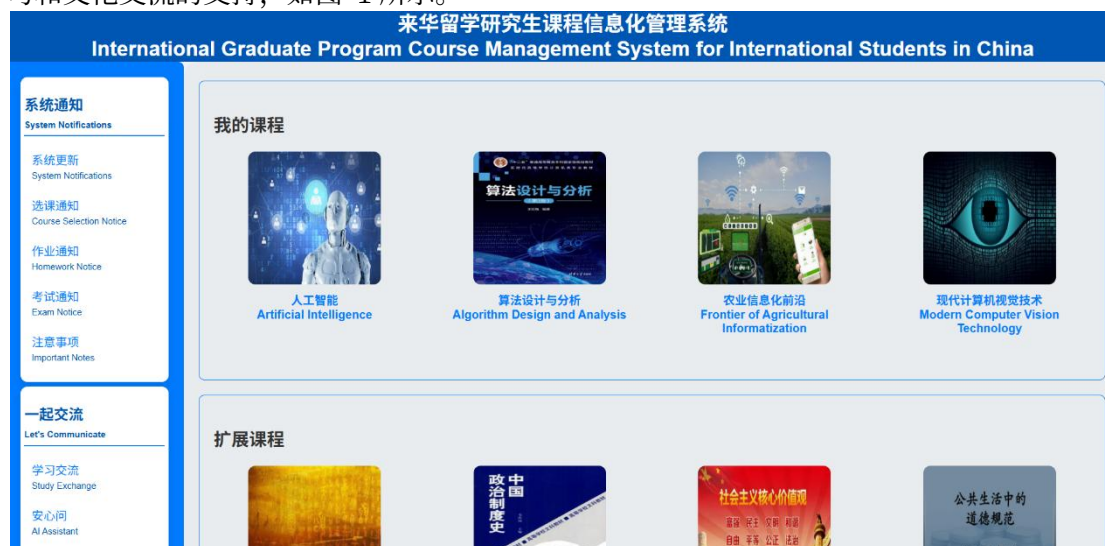 来华留学研究生课程信息化管理系统
International Graduate Program Course Management System for International Students in China
系统通知
System Notifications
系统更新
System Notifications
选课通知
Course Selection Notice
作业通知
Homework Notice
考试通知
Exam Notice
注意事项
Important Notes
一起交流
Let's Communicate
学习交流
Study Exchange
安心问
AI Assistant
我的课程
算法设计与分析
人工智能
Artificial Intelligence
算法设计与分析
Algorithm Design and Analysis
农业信息化前沿
Frontier of Agricultural
Informatization
现代计算机视觉技术
Modern Computer Vision
Technology
扩展课程
中国
政治制度史
社会主义核心价值观
富强 民主 文明 和谐
自由 平等 公正 法治
公共生活中的
道德规范